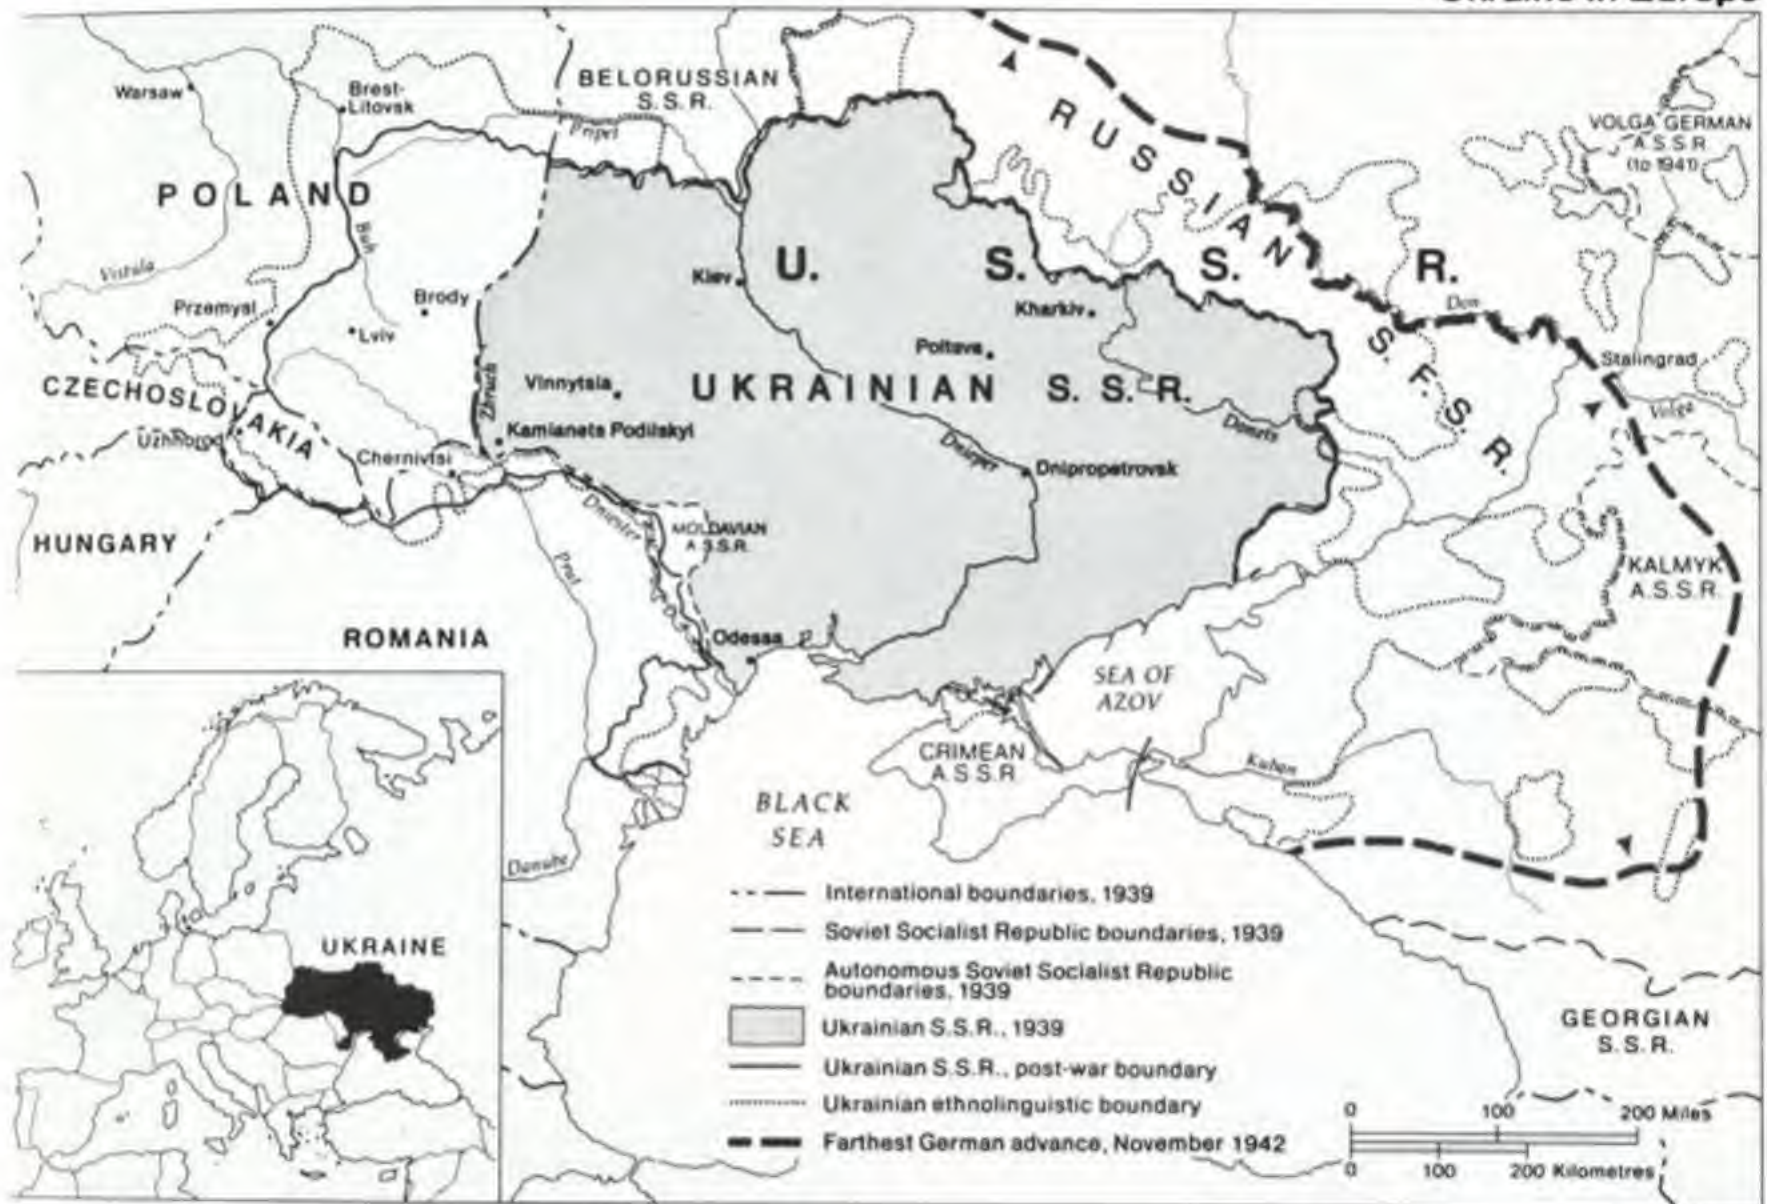 Warsaw
Brest-
Litovsk
BELORUSSIAN
S.S.R.
Pripet
RUSSIAN
S. F. S. R.
VOLGA GERMAN
A.S.S.R.
(to 1941)
POLAND
Buh
Vistula
Przemysl
Brody
Lviv
Kiev
U. S. S. R.
Kharkiv
Poltava
Don
Stalingrad
Volga
CZECHOSLOVAKIA
Uzhhorod
Zbruch
Vinnytsia
UKRAINIAN S. S. R.
Kamianets Podilskyi
Chernivtsi
Donets
Dnieper
Dnipropetrovsk
HUNGARY
Dniester
MOLDAVIAN
A.S.S.R.
Prut
KALMYK
A.S.S.R.
ROMANIA
Odessa
SEA OF
AZOV
CRIMEAN
A.S.S.R.
Kuban
BLACK
SEA
Danube
UKRAINE
International boundaries, 1939
Soviet Socialist Republic boundaries, 1939
Autonomous Soviet Socialist Republic
boundaries, 1939
Ukrainian S.S.R., 1939
Ukrainian S.S.R., post-war boundary
Ukrainian ethnolinguistic boundary
Farthest German advance, November 1942
GEORGIAN
S.S.R.
0 100 200 Miles
0 100 200 Kilometres